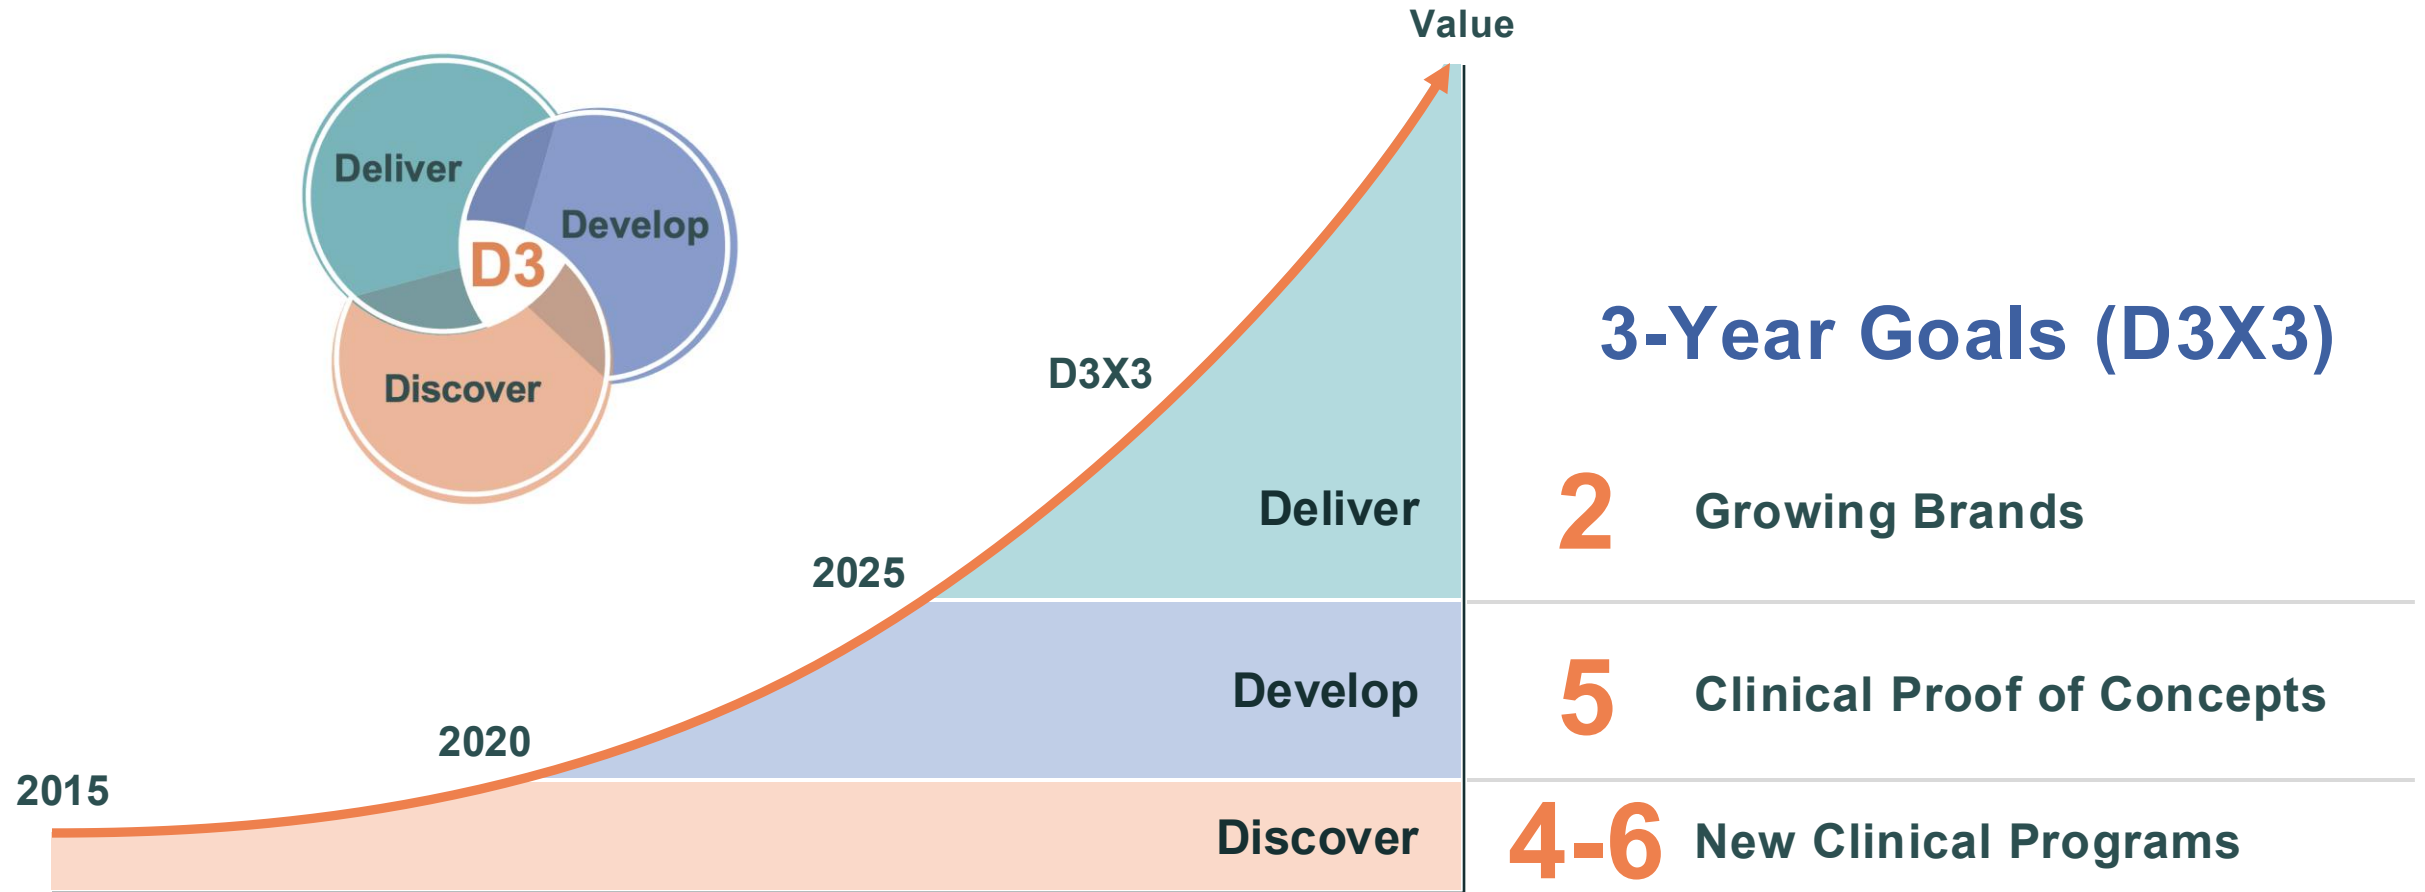 Value
Deliver
Develop
D3
Discover
3-Year Goals (D3X3)
D3X3
Deliver
2 Growing Brands
2025
Develop
5 Clinical Proof of Concepts
2020
2015
Discover
4-6 New Clinical Programs